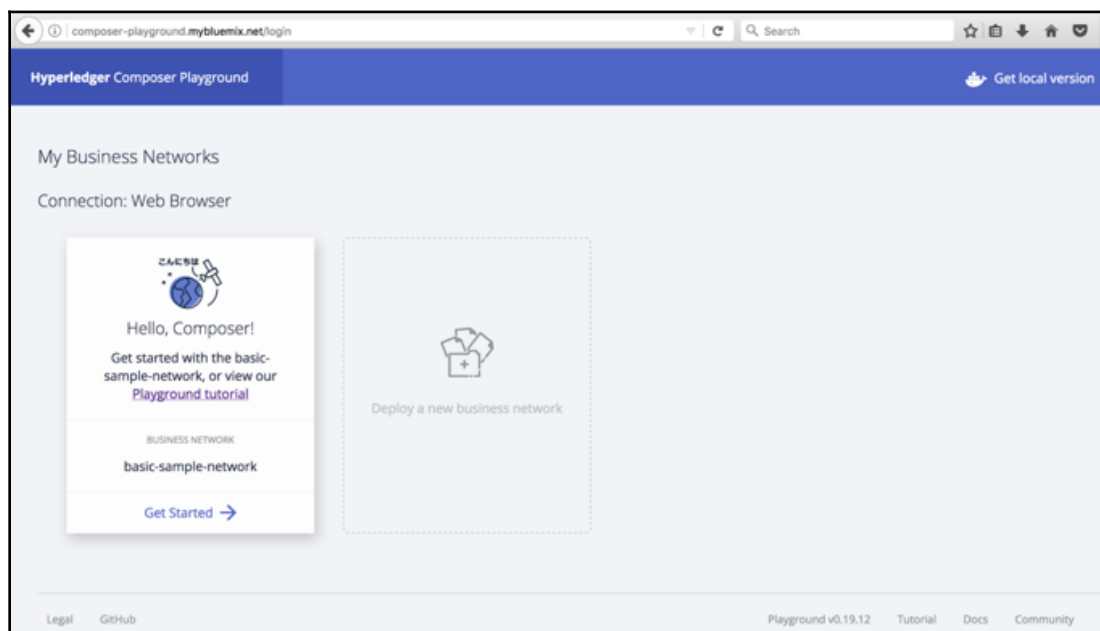 composer-playground.mybluemix.net/login
Search
Hyperledger Composer Playground
Get local version
My Business Networks
Connection: Web Browser
こんにちは
Hello, Composer!
Get started with the basic-
sample-network, or view our
Playground tutorial
BUSINESS NETWORK
basic-sample-network
Get Started
Deploy a new business network
Legal GitHub Playground v0.19.12 Tutorial Docs Community